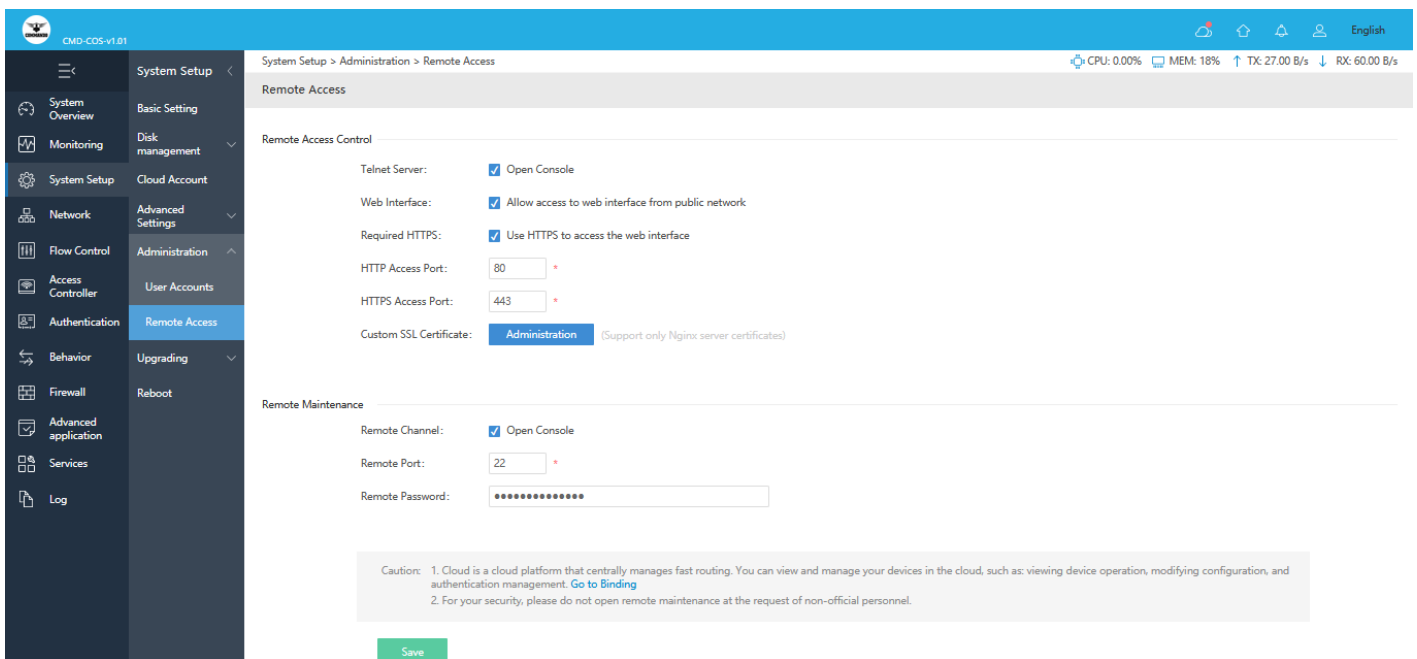 COMMANDO
CMD-COS-v1.01
English
System Setup
System Setup > Administration > Remote Access
CPU: 0.00% MEM: 18% TX: 27.00 B/s RX: 60.00 B/s
Remote Access
System
Overview
Monitoring
System Setup
Network
Flow Control
Access
Controller
Authentication
Behavior
Firewall
Advanced
application
Services
Log
Basic Setting
Disk
management
Cloud Account
Advanced
Settings
Administration
User Accounts
Remote Access
Upgrading
Reboot
Remote Access Control
Telnet Server: Open Console
Web Interface: Allow access to web interface from public network
Required HTTPS: Use HTTPS to access the web interface
HTTP Access Port: 80 *
HTTPS Access Port: 443 *
Custom SSL Certificate: Administration (Support only Nginx server certificates)
Remote Maintenance
Remote Channel: Open Console
Remote Port: 22 *
Remote Password: ••••••••••••••
Caution: 1. Cloud is a cloud platform that centrally manages fast routing. You can view and manage your devices in the cloud, such as: viewing device operation, modifying configuration, and
authentication management. Go to Binding
2. For your security, please do not open remote maintenance at the request of non-official personnel.
Save